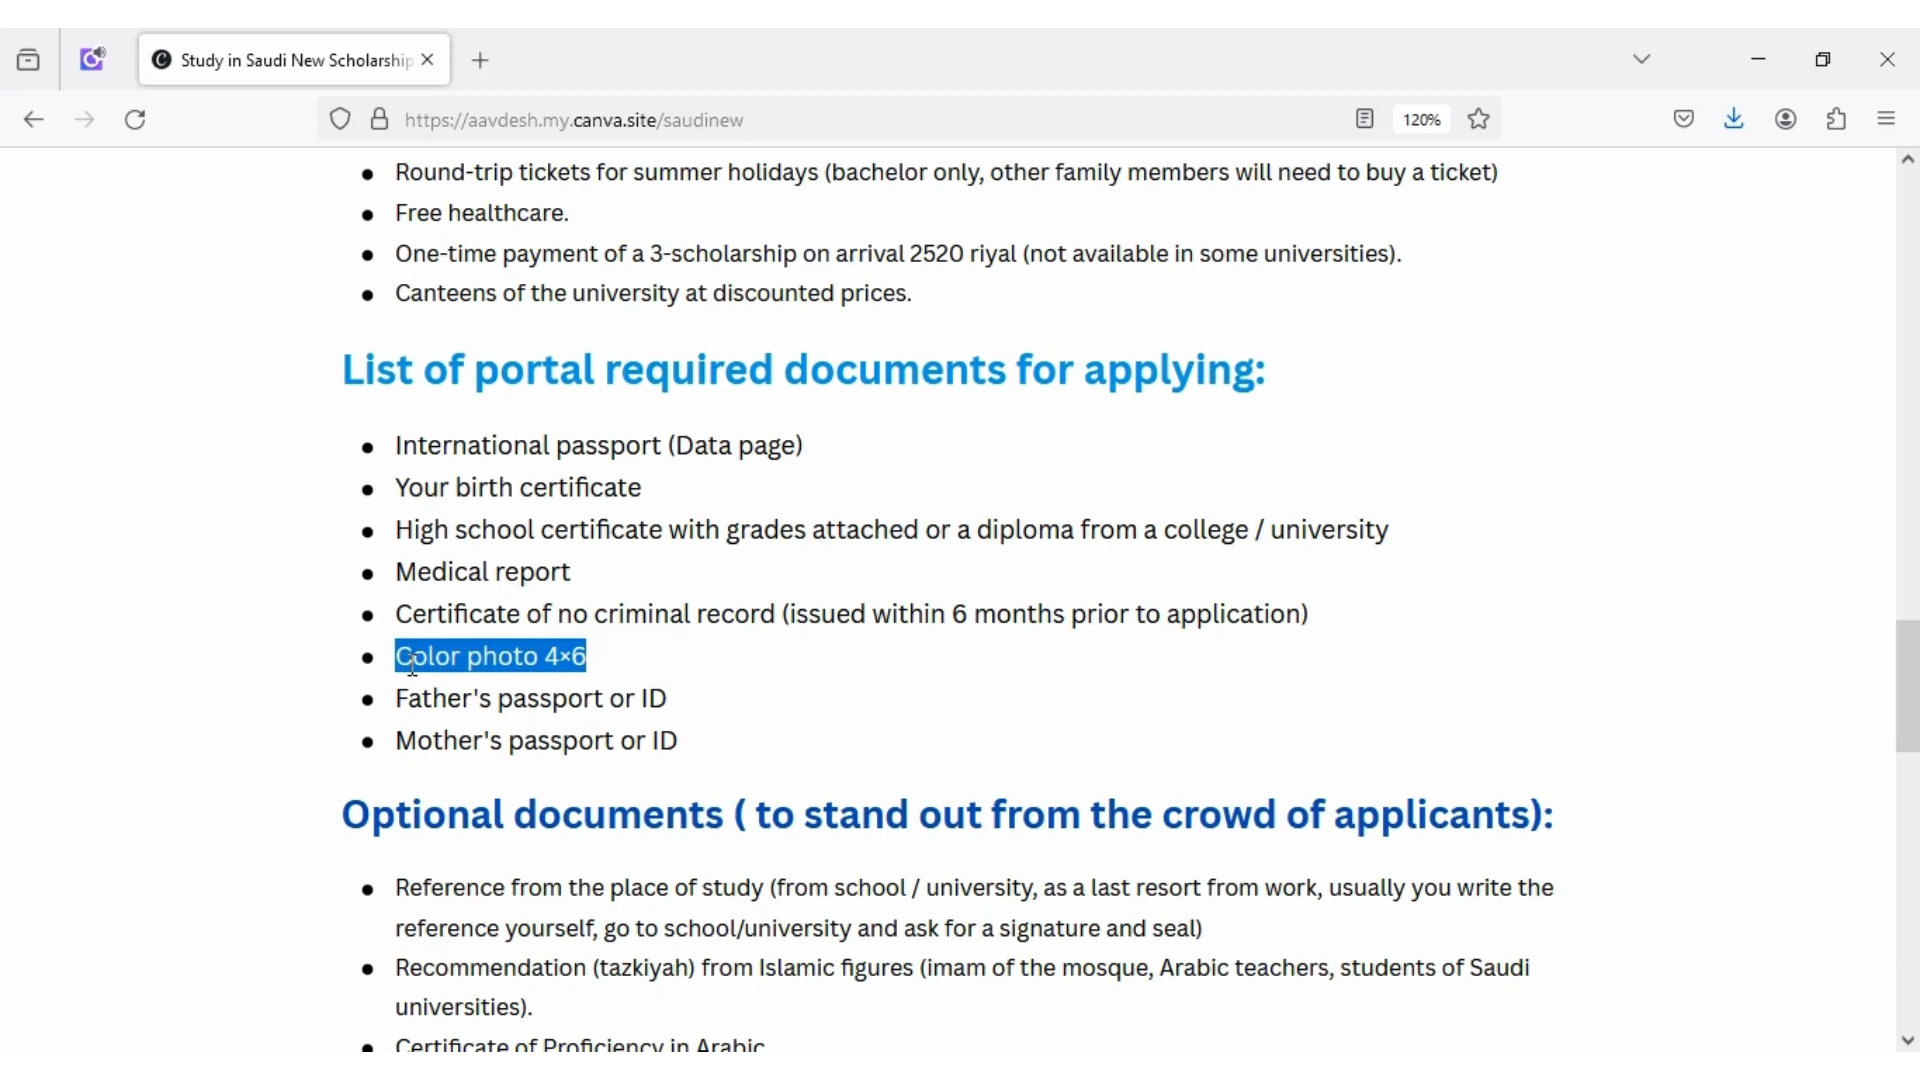 Study in Saudi New Scholarship
https://aavdesh.my.canva.site/saudinew
120%
Round-trip tickets for summer holidays (bachelor only, other family members will need to buy a ticket)
Free healthcare.
One-time payment of a 3-scholarship on arrival 2520 riyal (not available in some universities).
Canteens of the university at discounted prices.
List of portal required documents for applying:
International passport (Data page)
Your birth certificate
High school certificate with grades attached or a diploma from a college / university
Medical report
Certificate of no criminal record (issued within 6 months prior to application)
Color photo 4×6
Father's passport or ID
Mother's passport or ID
Optional documents ( to stand out from the crowd of applicants):
Reference from the place of study (from school / university, as a last resort from work, usually you write the
reference yourself, go to school/university and ask for a signature and seal)
Recommendation (tazkiyah) from Islamic figures (imam of the mosque, Arabic teachers, students of Saudi
universities).
Certificate of Proficiency in Arabic